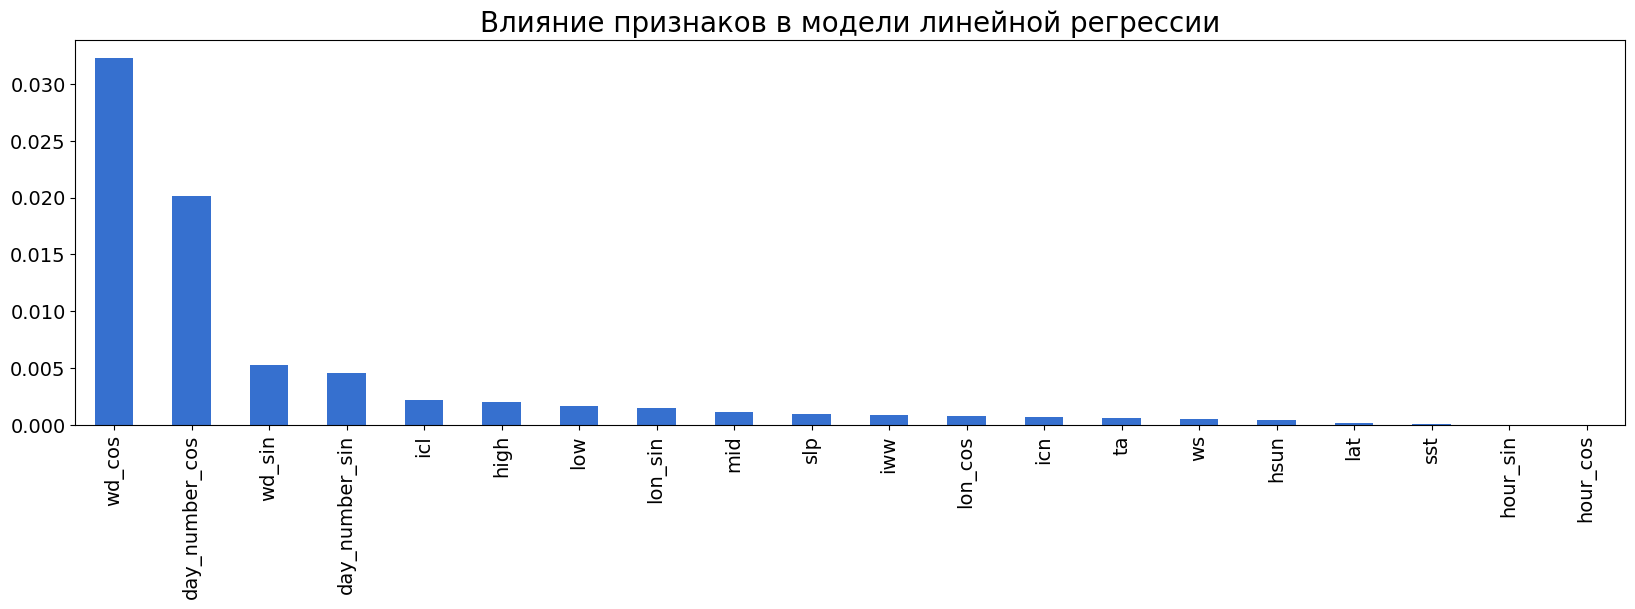 Влияние признаков в модели линейной регрессии
0.030
0.025
0.020
0.015
0.010
0.005
0.000
wd_cos
day_number_cos
wd_sin
day_number_sin
icl
high
low
lon_sin
mid
slp
iww
lon_cos
icn
ta
ws
hsun
lat
sst
hour_sin
hour_cos